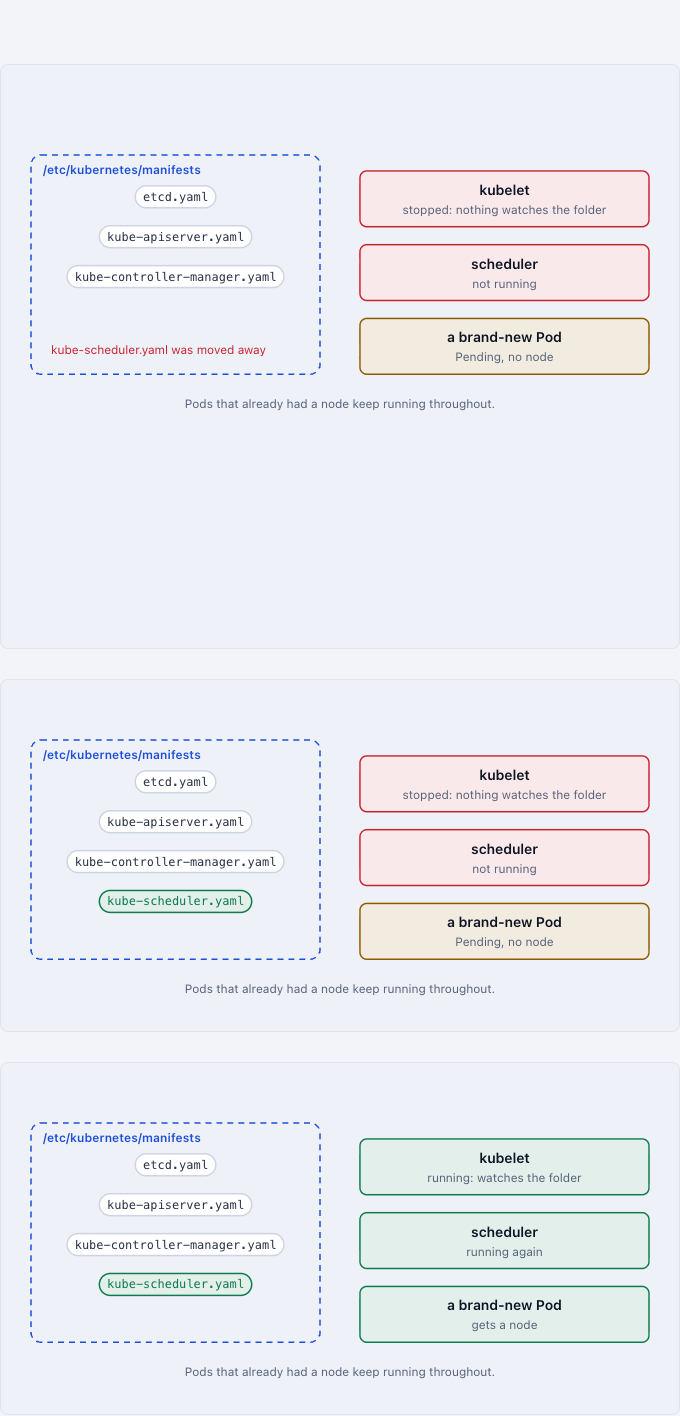 /etc/kubernetes/manifests
etcd.yaml
kube-apiserver.yaml
kube-controller-manager.yaml
kube-scheduler.yaml was moved away
kubelet
stopped: nothing watches the folder
scheduler
not running
a brand-new Pod
Pending, no node
Pods that already had a node keep running throughout.
/etc/kubernetes/manifests
etcd.yaml
kube-apiserver.yaml
kube-controller-manager.yaml
kube-scheduler.yaml
kubelet
stopped: nothing watches the folder
scheduler
not running
a brand-new Pod
Pending, no node
Pods that already had a node keep running throughout.
/etc/kubernetes/manifests
etcd.yaml
kube-apiserver.yaml
kube-controller-manager.yaml
kube-scheduler.yaml
kubelet
running: watches the folder
scheduler
running again
a brand-new Pod
gets a node
Pods that already had a node keep running throughout.